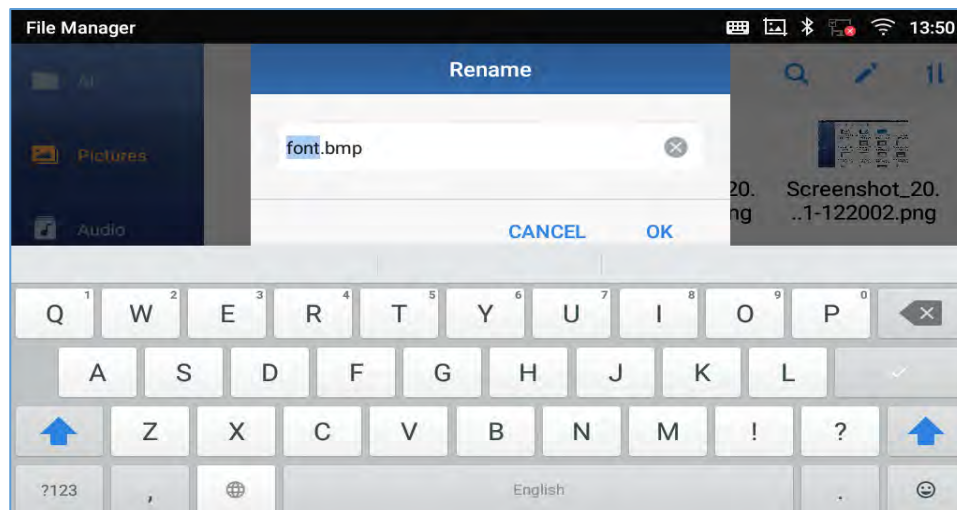 File Manager 13:50
Rename
All
font.bmp
Pictures
20. Screenshot_20.
ng ..1-122002.png
Audio
CANCEL OK
Q 1 W 2 E 3 R 4 T 5 Y 6 U 7 I 8 O 9 P 0
A S D F G H J K L
Z X C V B N M ! ?
?123 , English .